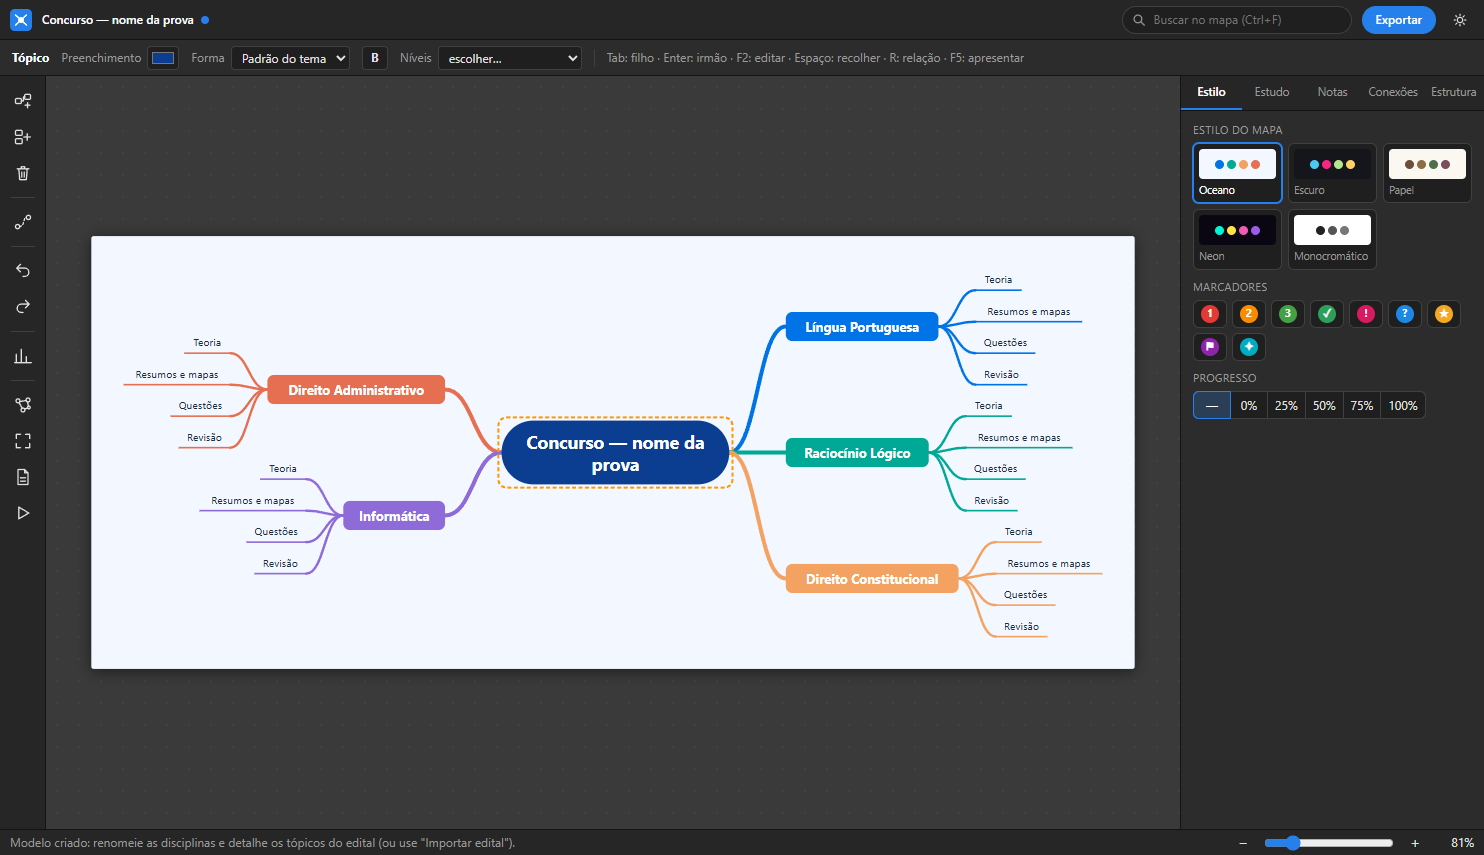 Concurso — nome da prova
Buscar no mapa (Ctrl+F)
Exportar
Tópico
Preenchimento
Forma
Padrão do tema
B
Níveis
escolher...
Tab: filho · Enter: irmão · F2: editar · Espaço: recolher · R: relação · F5: apresentar
Teoria
Resumos e mapas
Questões
Revisão
Direito Administrativo
Teoria
Resumos e mapas
Questões
Revisão
Informática
Concurso — nome da
prova
Língua Portuguesa
Teoria
Resumos e mapas
Questões
Revisão
Raciocínio Lógico
Teoria
Resumos e mapas
Questões
Revisão
Direito Constitucional
Teoria
Resumos e mapas
Questões
Revisão
Estilo
Estudo
Notas
Conexões
Estrutura
ESTILO DO MAPA
Oceano
Escuro
Papel
Neon
Monocromático
MARCADORES
1
2
3
!
?
PROGRESSO
—
0%
25%
50%
75%
100%
Modelo criado: renomeie as disciplinas e detalhe os tópicos do edital (ou use "Importar edital").
−
+
81%